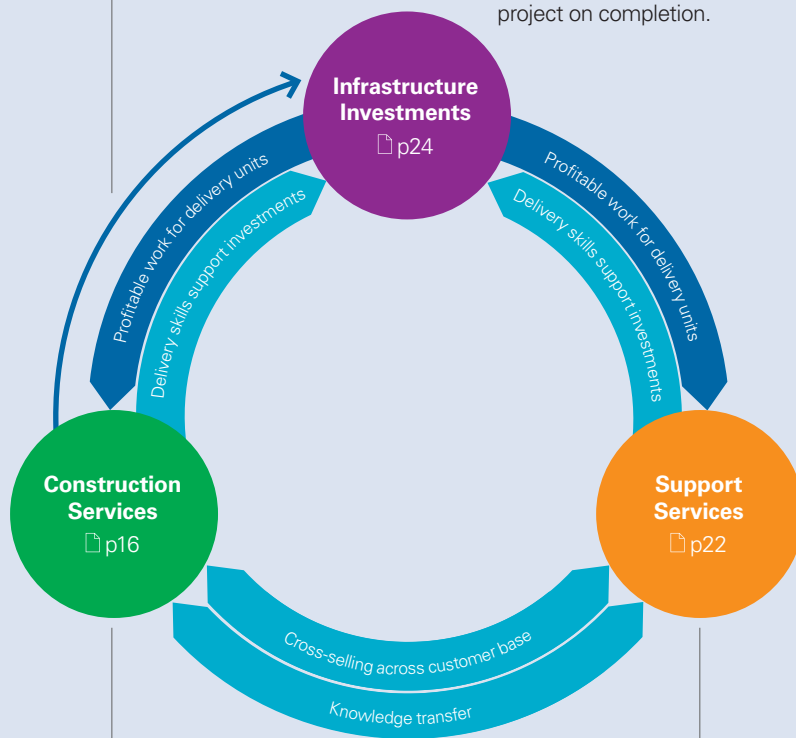 project on completion.
Infrastructure
Investments
p24
Profitable work for delivery units
Delivery skills support investments
Profitable work for delivery units
Delivery skills support investments
Construction
Services
p16
Support
Services
p22
Cross-selling across customer base
Knowledge transfer